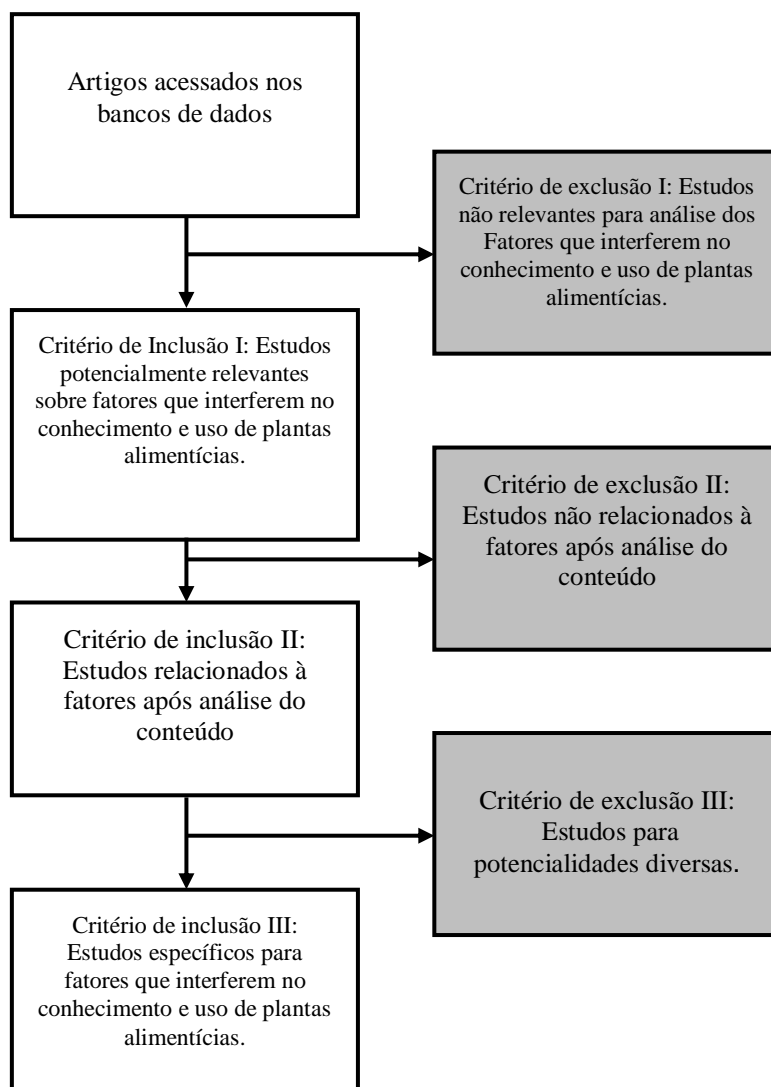 Artigos acessados nos
bancos de dados
Critério de exclusão I: Estudos
não relevantes para análise dos
Fatores que interferem no
conhecimento e uso de plantas
alimentícias.
Critério de Inclusão I: Estudos
potencialmente relevantes
sobre fatores que interferem no
conhecimento e uso de plantas
alimentícias.
Critério de exclusão II:
Estudos não relacionados à
fatores após análise do
conteúdo
Critério de inclusão II:
Estudos relacionados à
fatores após análise do
conteúdo
Critério de exclusão III:
Estudos para
potencialidades diversas.
Critério de inclusão III:
Estudos específicos para
fatores que interferem no
conhecimento e uso de plantas
alimentícias.